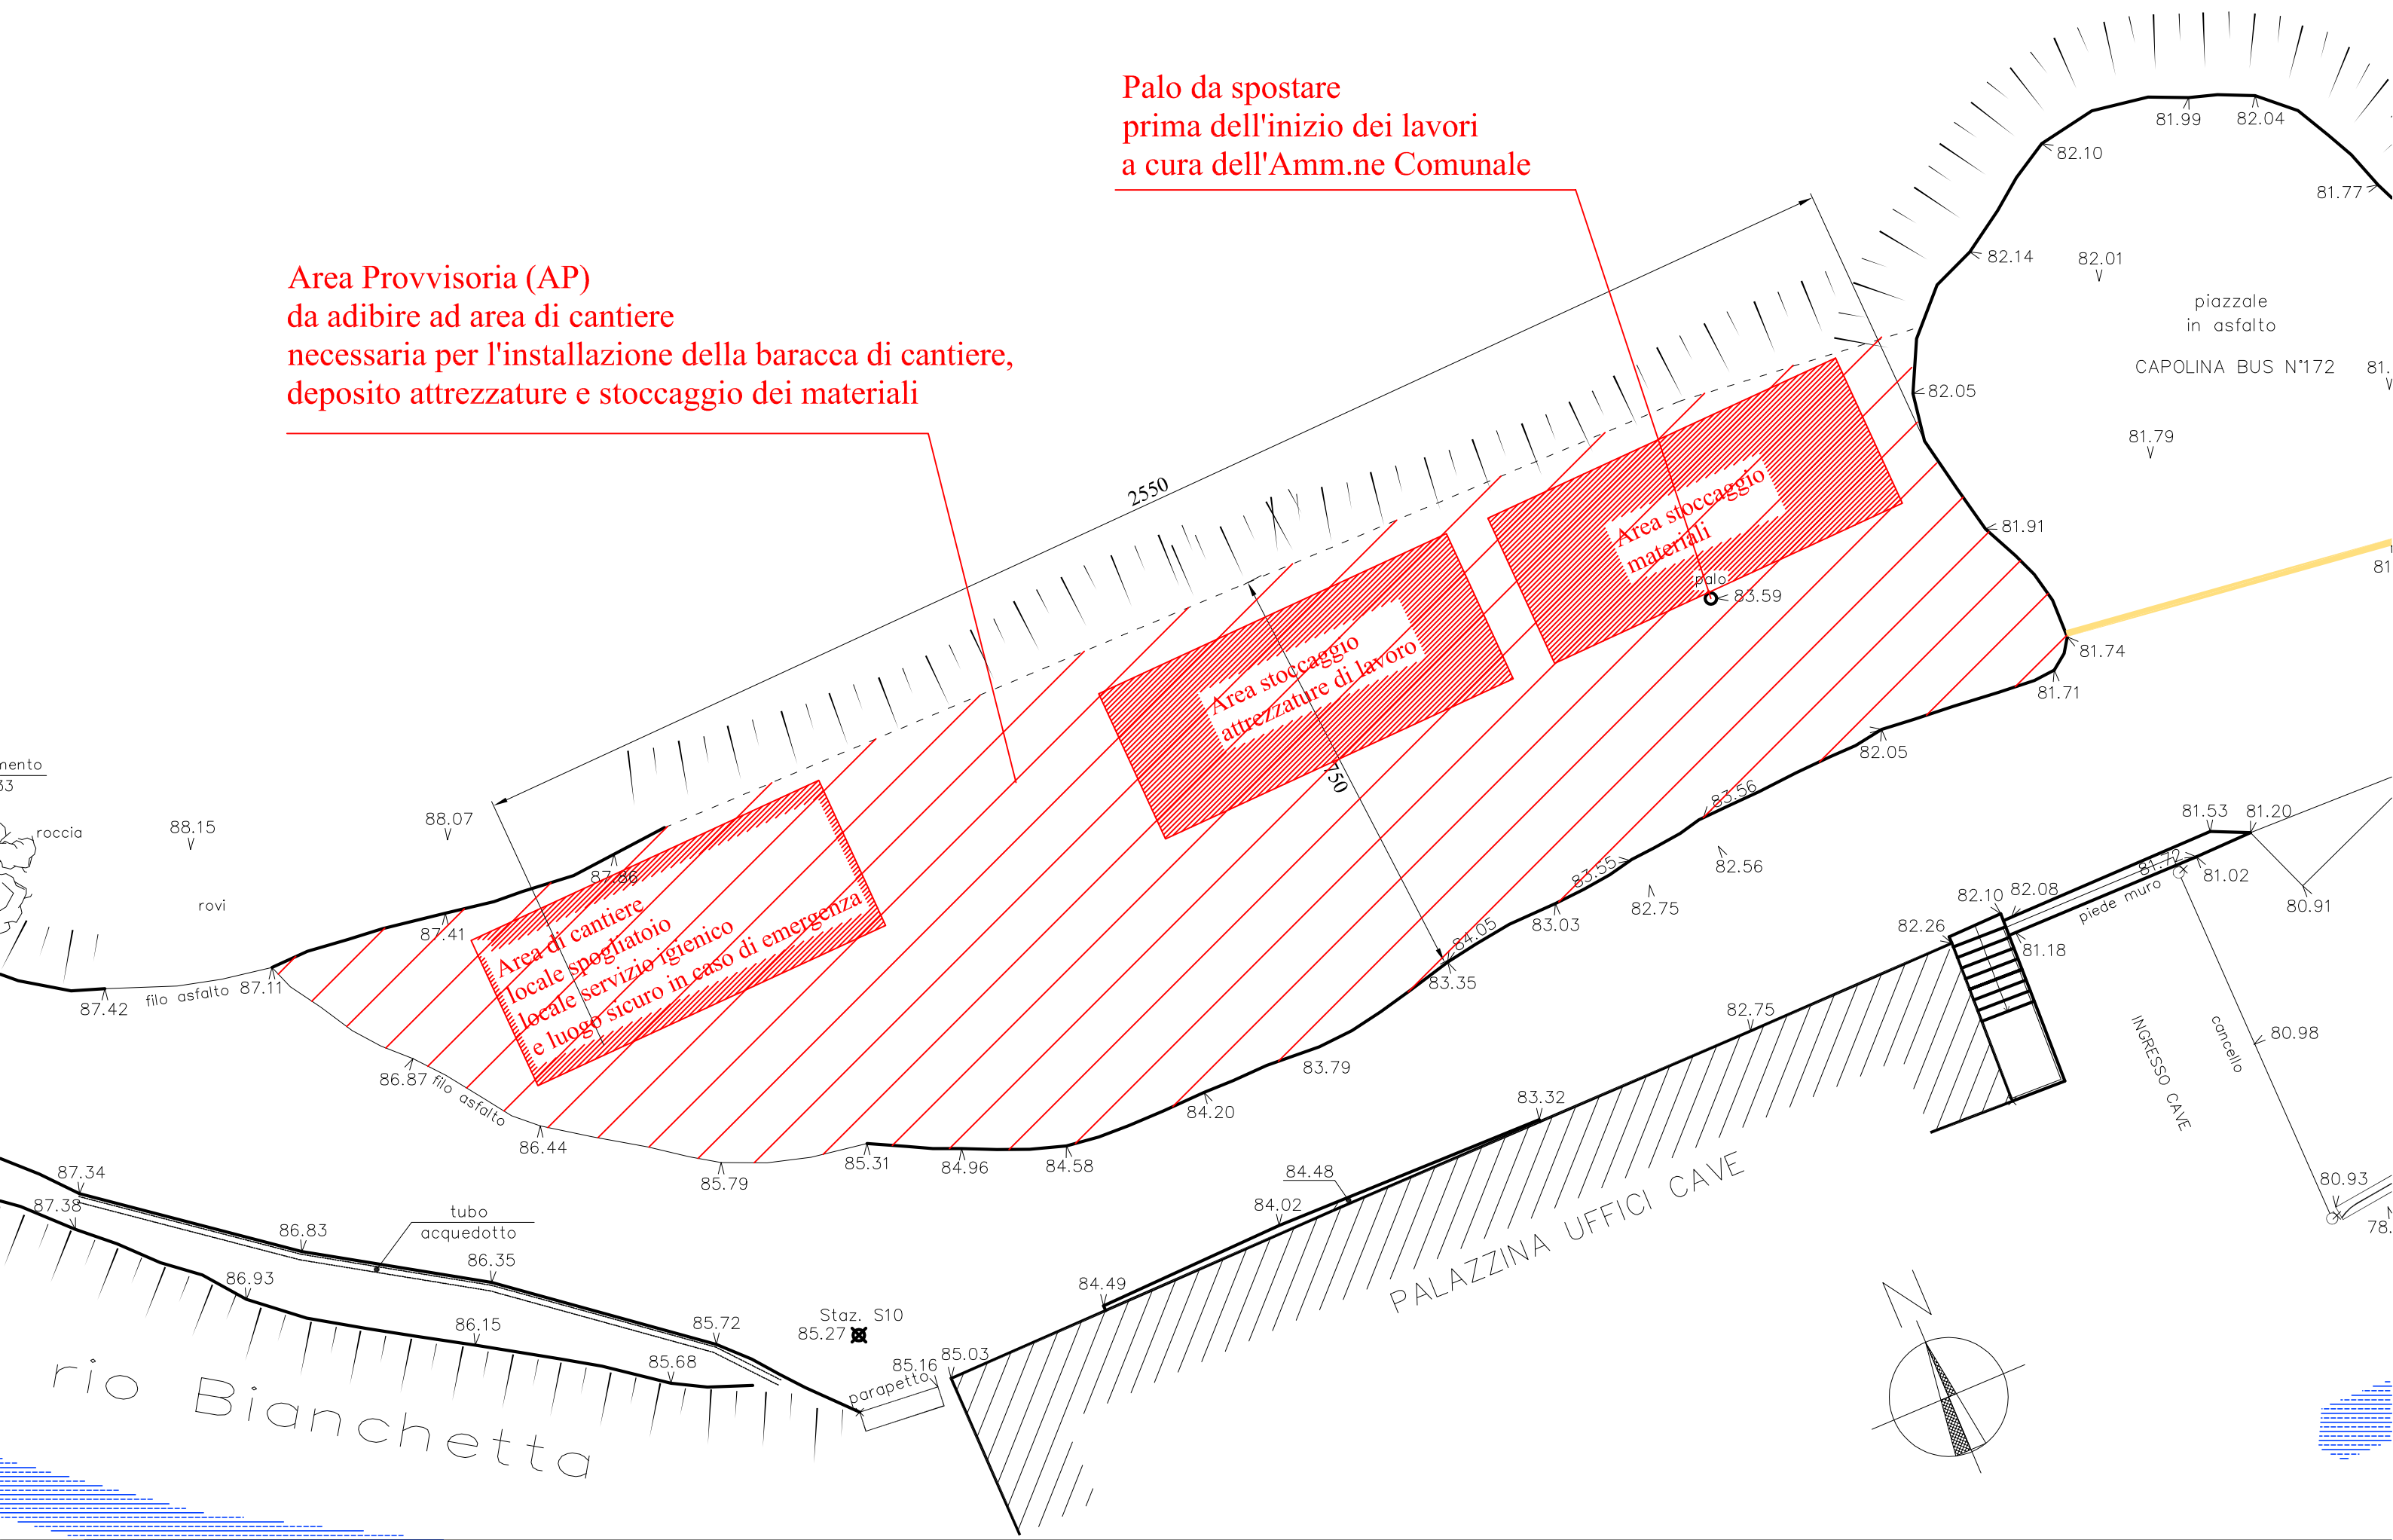 Palo da spostare
prima dell'inizio dei lavori
a cura dell'Amm.ne Comunale
81.99
82.04
82.10
81.77
82.14
82.01
piazzale
in asfalto
CAPOLINA BUS N°172
81.
82.05
81.79
81.91
81
81.74
81.71
82.05
Area Provvisoria (AP)
da adibire ad area di cantiere
necessaria per l'installazione della baracca di cantiere,
deposito attrezzature e stoccaggio dei materiali
2550
Area stoccaggio
materiali
palo
83.59
Area stoccaggio
attrezzature di lavoro
750
83.56
82.56
83.55
82.75
83.03
84.05
83.35
83.79
84.20
mento
33
roccia
88.15
88.07
rovi
87.86
87.41
Area di cantiere
locale spogliatoio
locale servizio igienico
e luogo sicuro in caso di emergenza
87.42
filo asfalto
87.11
86.87
filo asfalto
86.44
85.79
85.31
84.96
84.58
81.53
81.20
81.72
81.02
80.91
82.10
82.08
piede muro
82.26
81.18
82.75
INGRESSO CAVE
cancello
80.98
80.93
78.
83.32
84.48
84.02
84.49
PALAZZINA UFFICI CAVE
87.34
87.38
86.83
tubo
acquedotto
86.35
86.93
86.15
85.72
85.68
Staz. S10
85.27
85.16
85.03
parapetto
rio Bianchetta
N